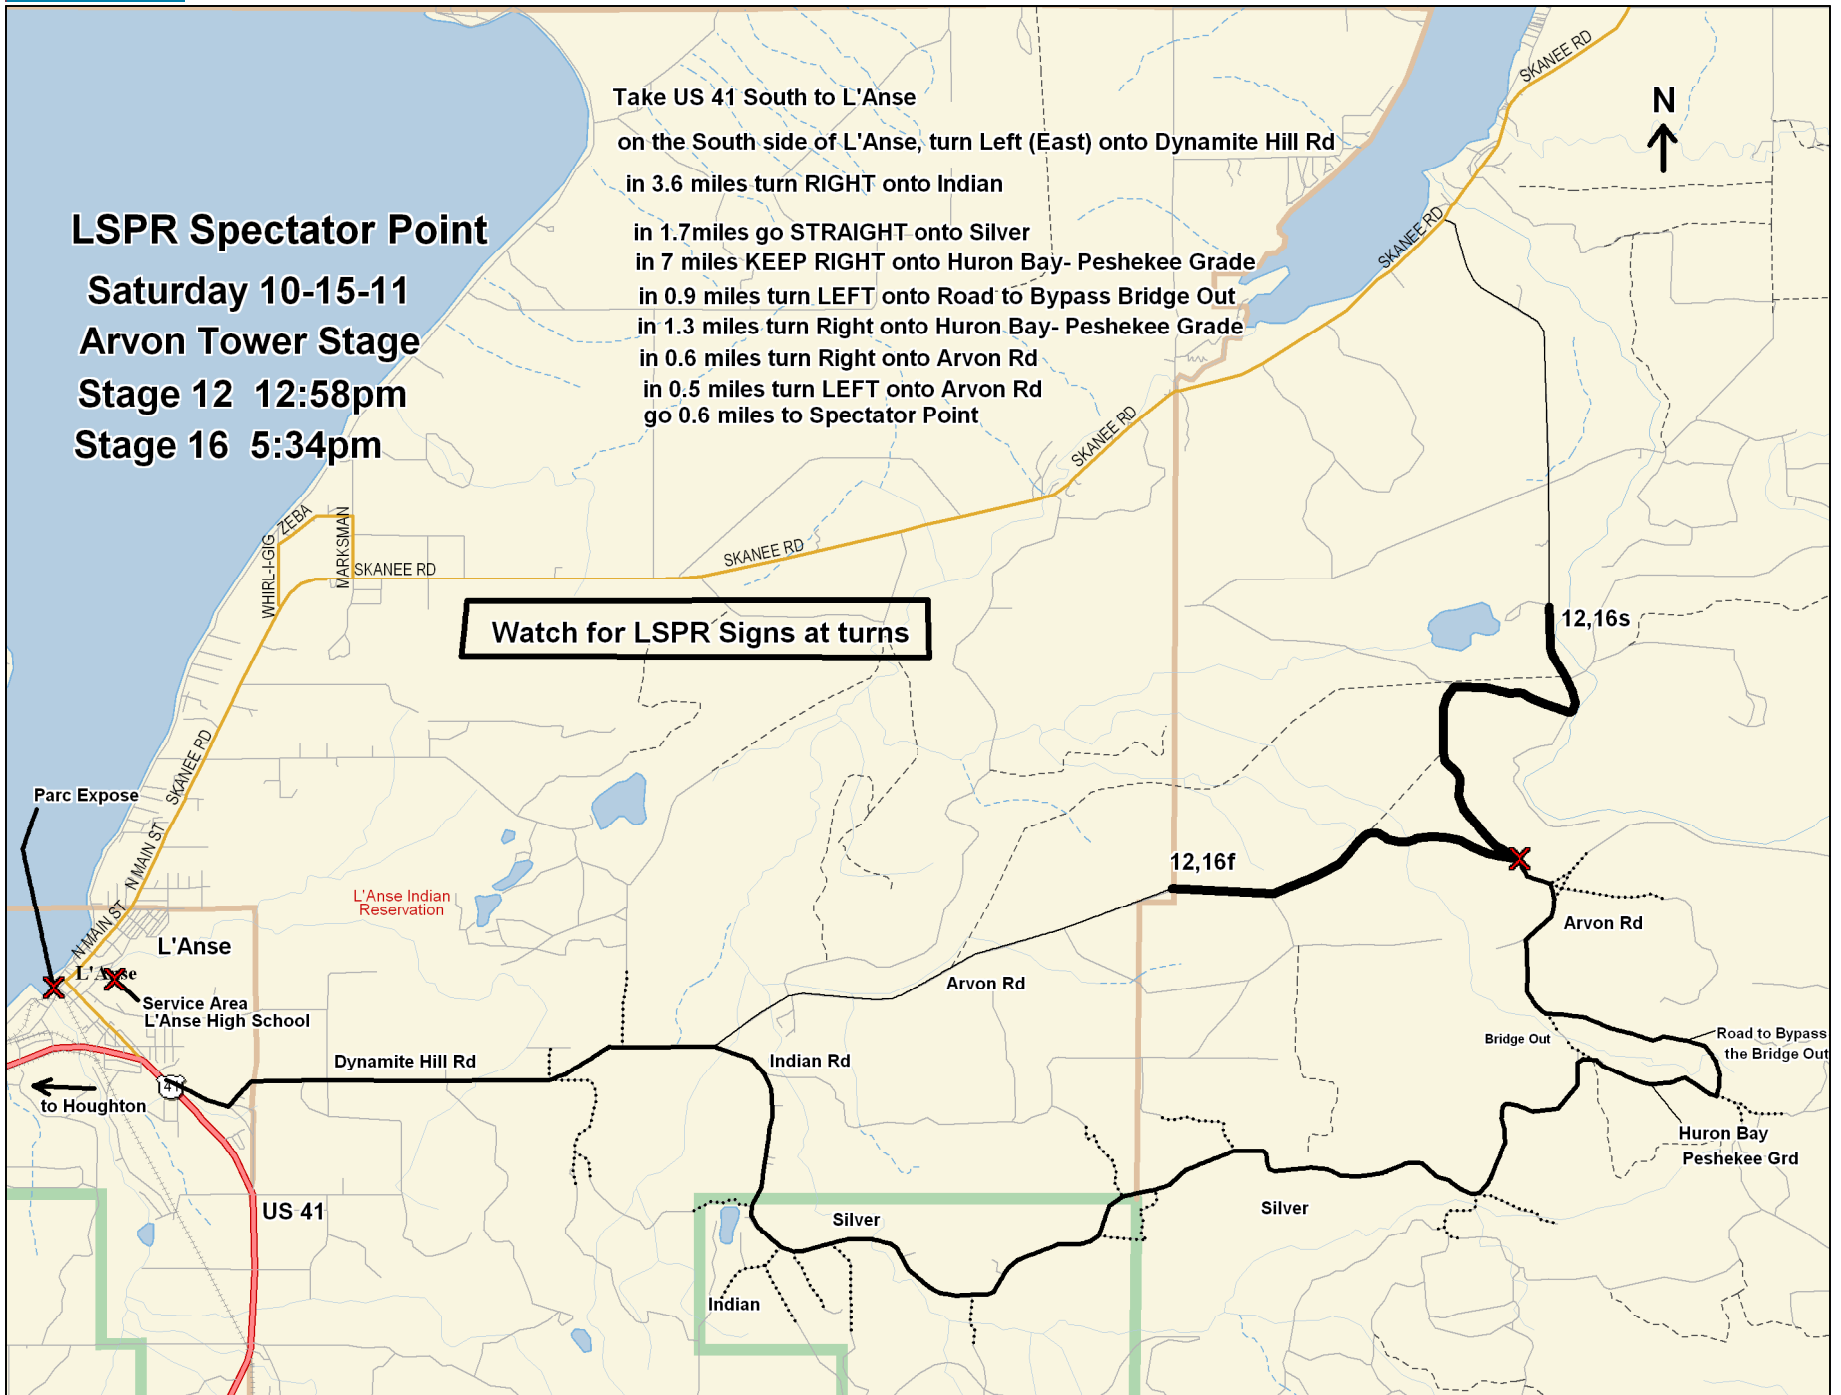 SKANEE RD
N
Take US 41 South to L'Anse
on the South side of L'Anse, turn Left (East) onto Dynamite Hill Rd
in 3.6 miles turn RIGHT onto Indian
in 1.7miles go STRAIGHT onto Silver
in 7 miles KEEP RIGHT onto Huron Bay- Peshekee Grade
in 0.9 miles turn LEFT onto Road to Bypass Bridge Out
in 1.3 miles turn Right onto Huron Bay- Peshekee Grade
in 0.6 miles turn Right onto Arvon Rd
in 0.5 miles turn LEFT onto Arvon Rd
go 0.6 miles to Spectator Point
LSPR Spectator Point
Saturday 10-15-11
Arvon Tower Stage
Stage 12 12:58pm
Stage 16 5:34pm
SKANEE RD
SKANEE RD
ZEBA
WHIRL-I-GIG
MARKSMAN
SKANEE RD
SKANEE RD
Watch for LSPR Signs at turns
12,16s
SKANEE RD
Parc Expose
N MAIN ST
12,16f
L'Anse Indian
Reservation
N MAIN ST
L'Anse
L'Anse
Arvon Rd
Arvon Rd
Service Area
L'Anse High School
Road to Bypass
the Bridge Out
Bridge Out
Dynamite Hill Rd
Indian Rd
41
to Houghton
Huron Bay
Peshekee Grd
US 41
Silver
Silver
Indian